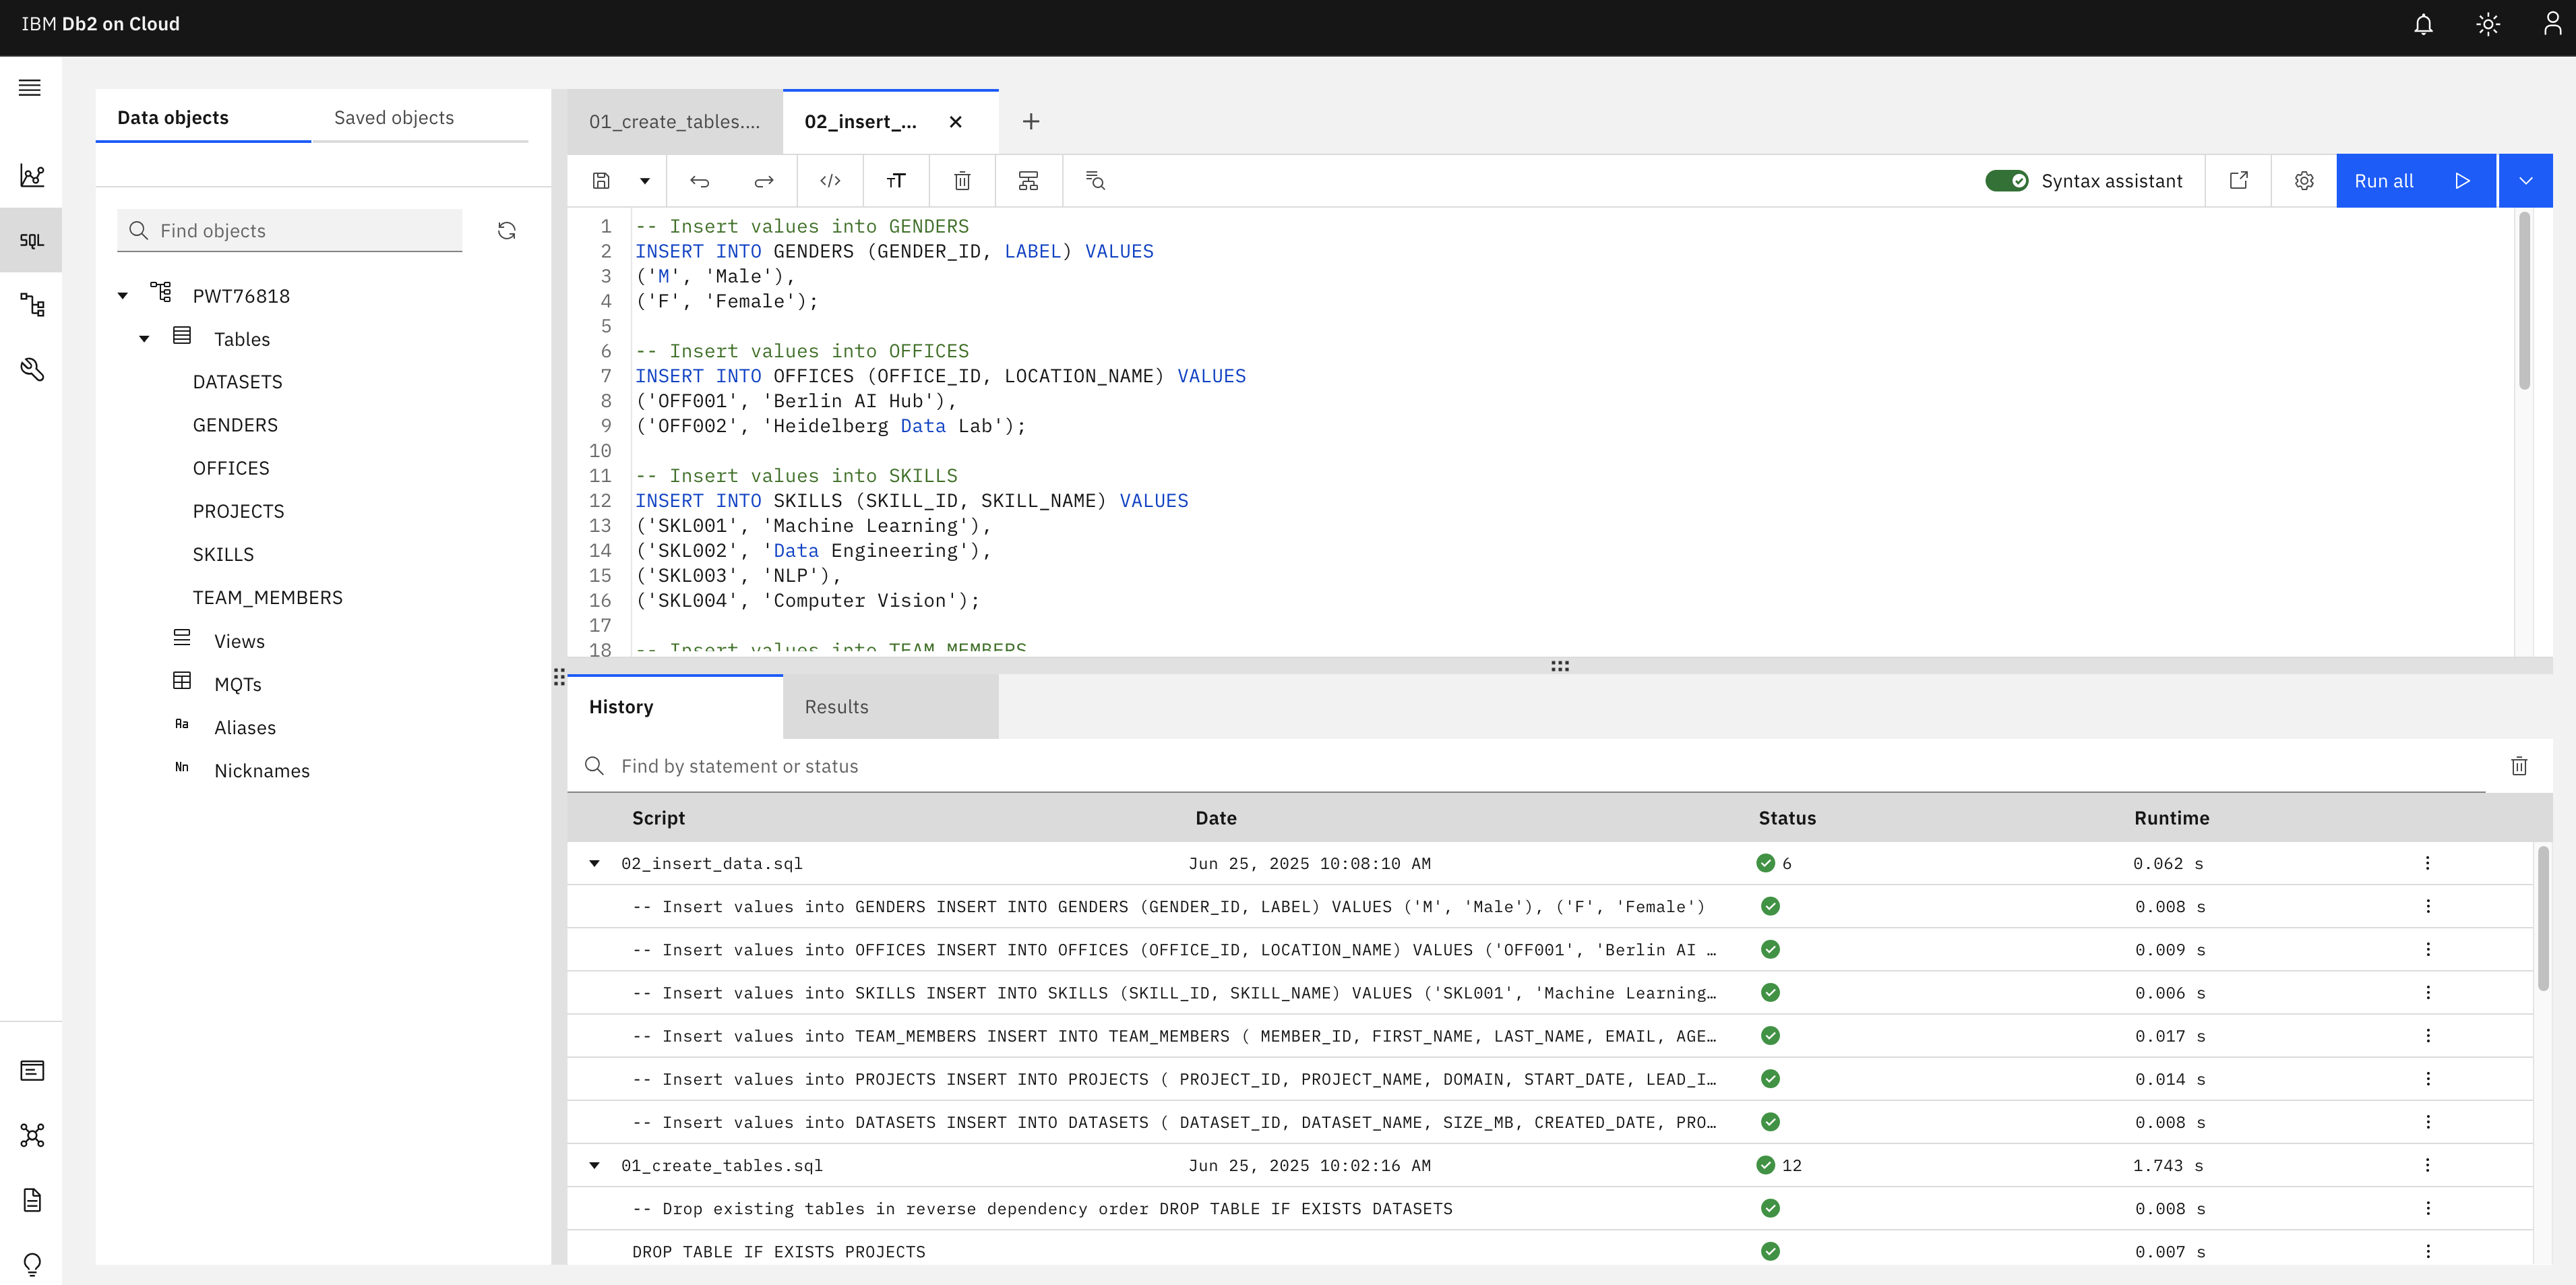 IBM Db2 on Cloud
Data objects
Saved objects
Find objects
PWT76818
Tables
DATASETS
GENDERS
OFFICES
PROJECTS
SKILLS
TEAM_MEMBERS
Views
MQTs
Aa Aliases
Nn Nicknames
SQL
01_create_tables....
02_insert_...
Syntax assistant
Run all
1 -- Insert values into GENDERS
2 INSERT INTO GENDERS (GENDER_ID, LABEL) VALUES
3 ('M', 'Male'),
4 ('F', 'Female');
5
6 -- Insert values into OFFICES
7 INSERT INTO OFFICES (OFFICE_ID, LOCATION_NAME) VALUES
8 ('OFF001', 'Berlin AI Hub'),
9 ('OFF002', 'Heidelberg Data Lab');
10
11 -- Insert values into SKILLS
12 INSERT INTO SKILLS (SKILL_ID, SKILL_NAME) VALUES
13 ('SKL001', 'Machine Learning'),
14 ('SKL002', 'Data Engineering'),
15 ('SKL003', 'NLP'),
16 ('SKL004', 'Computer Vision');
17
18 -- Insert values into TEAM_MEMBERS
History
Results
Find by statement or status
Script Date Status Runtime
02_insert_data.sql Jun 25, 2025 10:08:10 AM 6 0.062 s
-- Insert values into GENDERS INSERT INTO GENDERS (GENDER_ID, LABEL) VALUES ('M', 'Male'), ('F', 'Female') 0.008 s
-- Insert values into OFFICES INSERT INTO OFFICES (OFFICE_ID, LOCATION_NAME) VALUES ('OFF001', 'Berlin AI … 0.009 s
-- Insert values into SKILLS INSERT INTO SKILLS (SKILL_ID, SKILL_NAME) VALUES ('SKL001', 'Machine Learning… 0.006 s
-- Insert values into TEAM_MEMBERS INSERT INTO TEAM_MEMBERS ( MEMBER_ID, FIRST_NAME, LAST_NAME, EMAIL, AGE… 0.017 s
-- Insert values into PROJECTS INSERT INTO PROJECTS ( PROJECT_ID, PROJECT_NAME, DOMAIN, START_DATE, LEAD_I… 0.014 s
-- Insert values into DATASETS INSERT INTO DATASETS ( DATASET_ID, DATASET_NAME, SIZE_MB, CREATED_DATE, PRO… 0.008 s
01_create_tables.sql Jun 25, 2025 10:02:16 AM 12 1.743 s
-- Drop existing tables in reverse dependency order DROP TABLE IF EXISTS DATASETS 0.008 s
DROP TABLE IF EXISTS PROJECTS 0.007 s